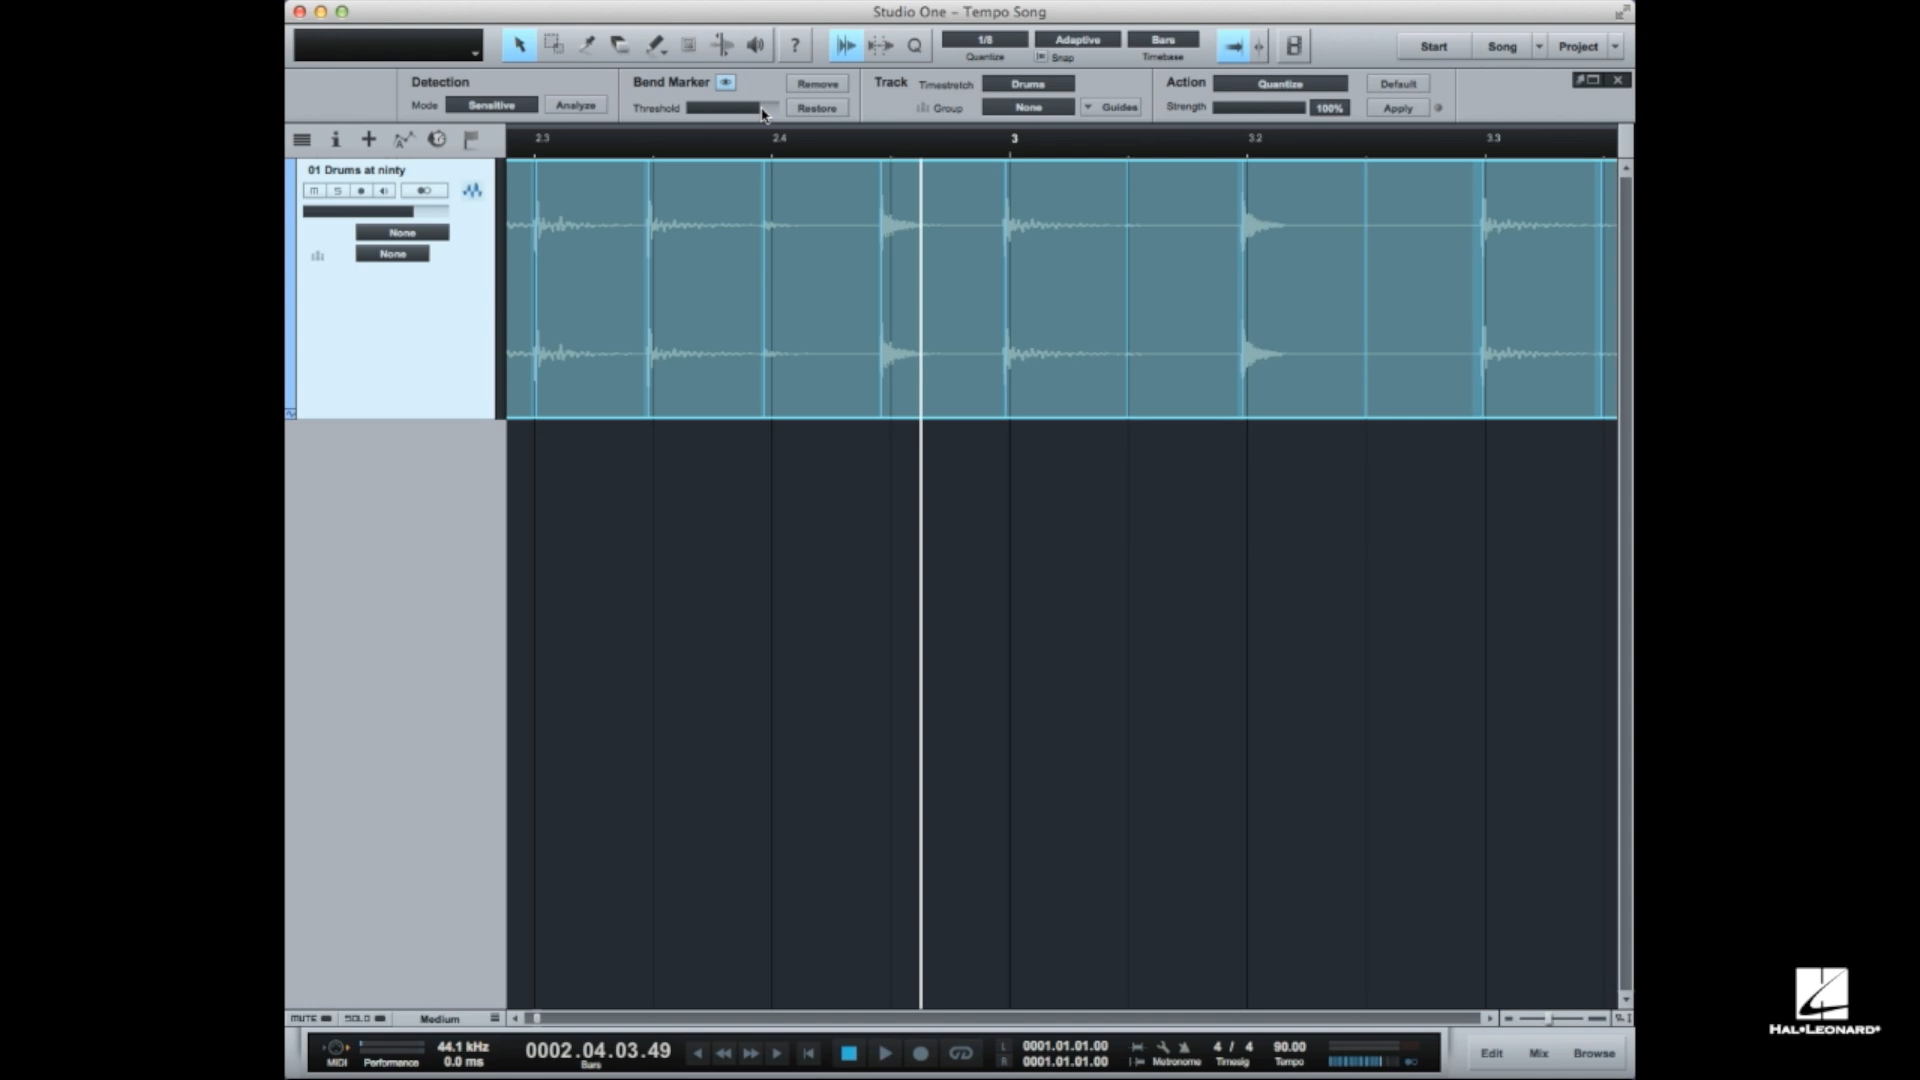 Studio One – Tempo Song
?
Q
1/8
Quantize
Adaptive
Snap
Bars
Timebase
Start
Song
Project
Detection
Mode
Sensitive
Analyze
Bend Marker
Threshold
Remove
Restore
Track
Timestretch
Drums
Group
None
Guides
Action
Quantize
Default
Strength
100%
Apply
2.3
2.4
3
3.2
3.3
01 Drums at ninty
m
S
None
None
MUTE
SOLO
Medium
MIDI
Performance
44.1 kHz
0.0 ms
0002.04.03.49
Bars
L
R
0001.01.01.00
0001.01.01.00
Metronome
4 / 4
Timesig
90.00
Tempo
Edit
Mix
Browse
HAL•LEONARD®